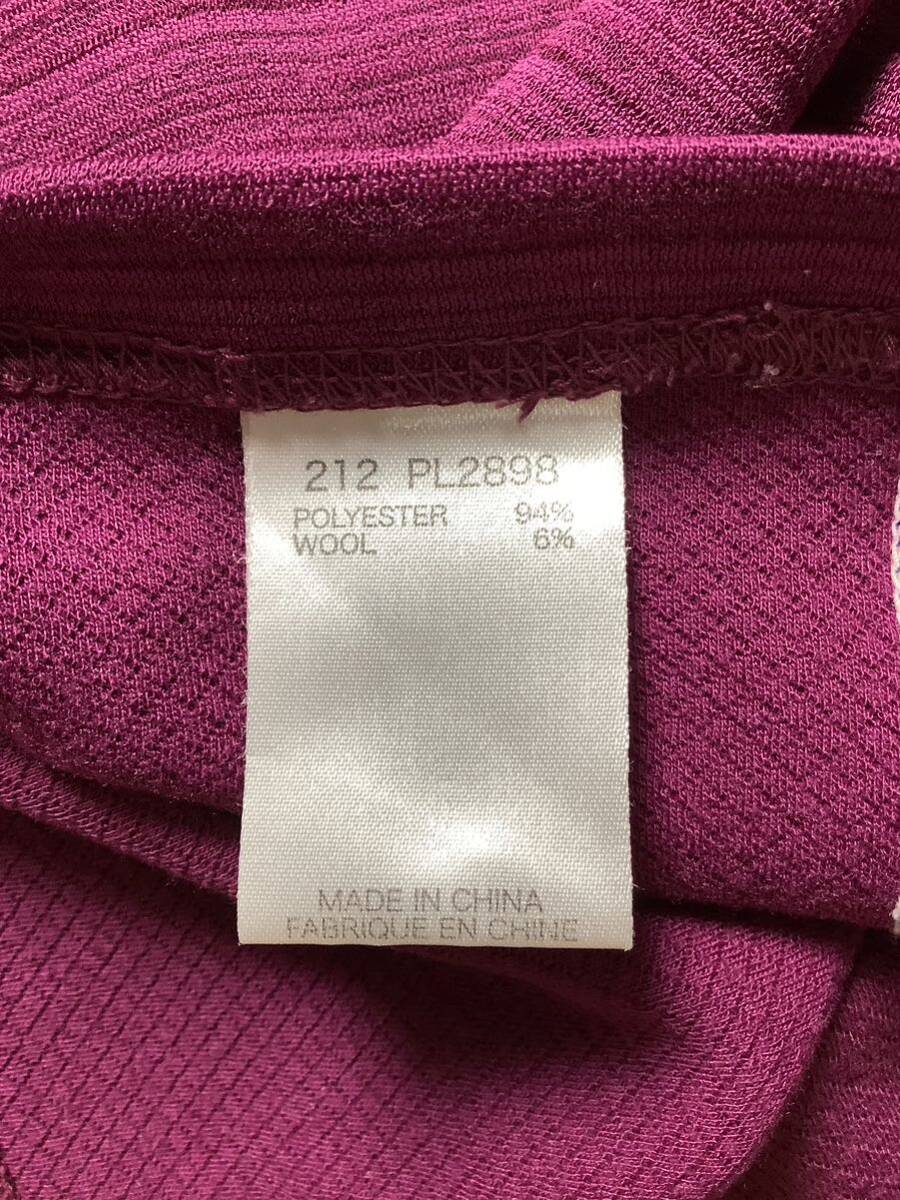 212 PL2898
POLYESTER 94%
WOOL 6%
MADE IN CHINA
FABRIQUE EN CHINE